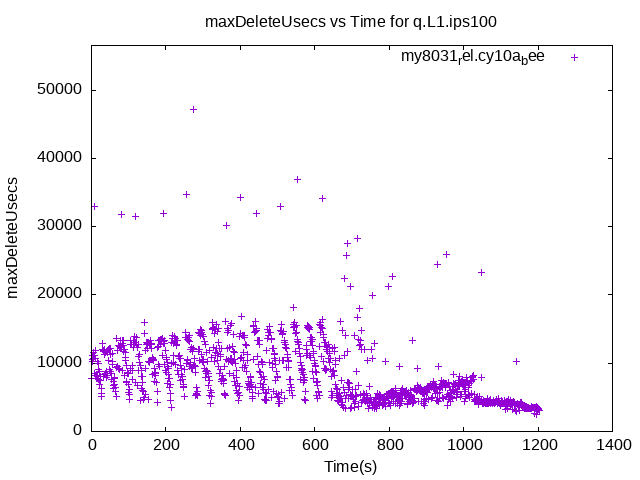 maxDeleteUsecs vs Time for q.L1.ips100
my8031rel.cy10abee
50000
40000
30000
20000
10000
0
maxDeleteUsecs
0 200 400 600 800 1000 1200 1400
Time(s)